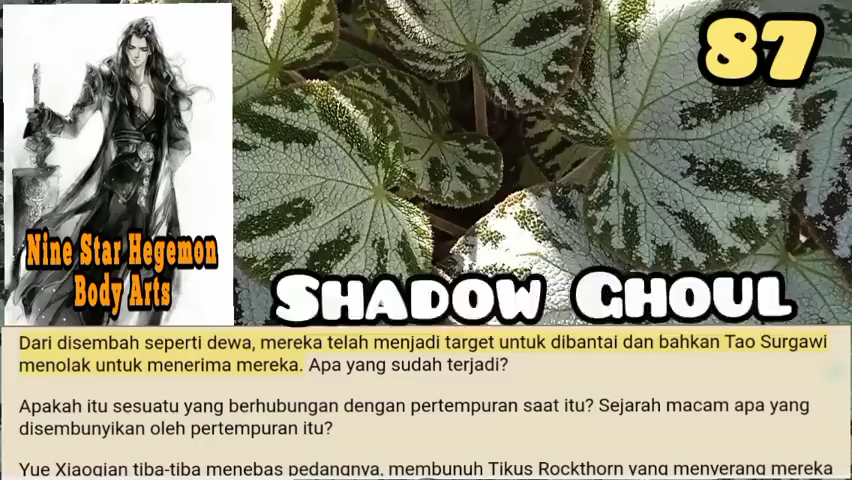 87
Nine Star Hegemon
Body Arts
Shadow Ghoul
Dari disembah seperti dewa, mereka telah menjadi target untuk dibantai dan bahkan Tao Surgawi
menolak untuk menerima mereka. Apa yang sudah terjadi?
Apakah itu sesuatu yang berhubungan dengan pertempuran saat itu? Sejarah macam apa yang
disembunyikan oleh pertempuran itu?
Yue Xiaoqian tiba-tiba menebas pedangnya, membunuh Tikus Rockthorn yang menyerang mereka